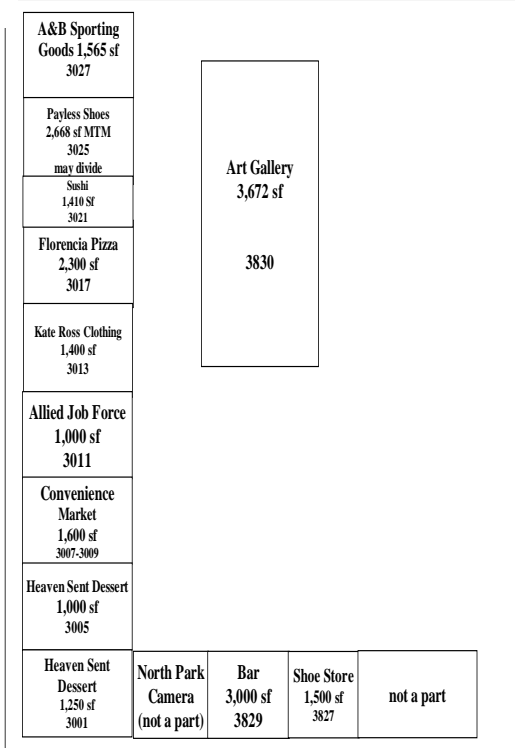 A&B Sporting
Goods 1,565 sf
3027
Payless Shoes
2,668 sf MTM
3025
may divide
Sushi
1,410 Sf
3021
Florencia Pizza
2,300 sf
3017
Kate Ross Clothing
1,400 sf
3013
Allied Job Force
1,000 sf
3011
Convenience
Market
1,600 sf
3007-3009
Heaven Sent Dessert
1,000 sf
3005
Heaven Sent
Dessert
1,250 sf
3001
Art Gallery
3,672 sf
3830
North Park
Camera
(not a part)
Bar
3,000 sf
3829
Shoe Store
1,500 sf
3827
not a part